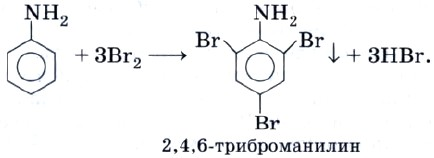 NH₂ NH₂
Br Br
+ 3Br₂ ⟶ ↓ + 3HBr.
Br
2,4,6-триброманилин